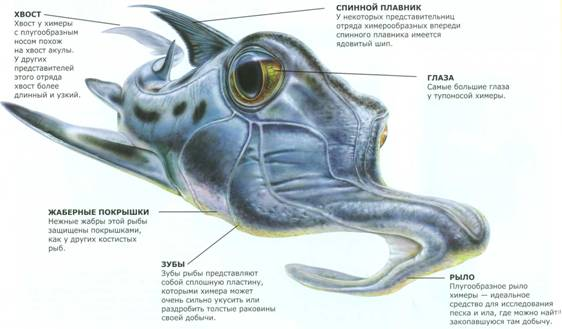 ХВОСТ
Хвост у химеры
с плугообразным
носом похож
на хвост акулы.
У других
представителей
этого отряда
хвост более
длинный и узкий.
СПИННОЙ ПЛАВНИК
У некоторых представительниц
отряда химерообразных впереди
спинного плавника имеется
ядовитый шип.
ГЛАЗА
Самые большие глаза
у тупоносой химеры.
ЖАБЕРНЫЕ ПОКРЫШКИ
Нежные жабры этой рыбы
защищены покрышками,
как у других костистых
рыб.
ЗУБЫ
Зубы рыбы представляют
собой сплошную пластину,
которыми химера может
очень сильно укусить или
раздробить толстые раковины
своей добычи.
РЫЛО
Плугообразное рыло
химеры — идеальное
средство для исследования
песка и ила, где можно найти
закопавшуюся там добычу.